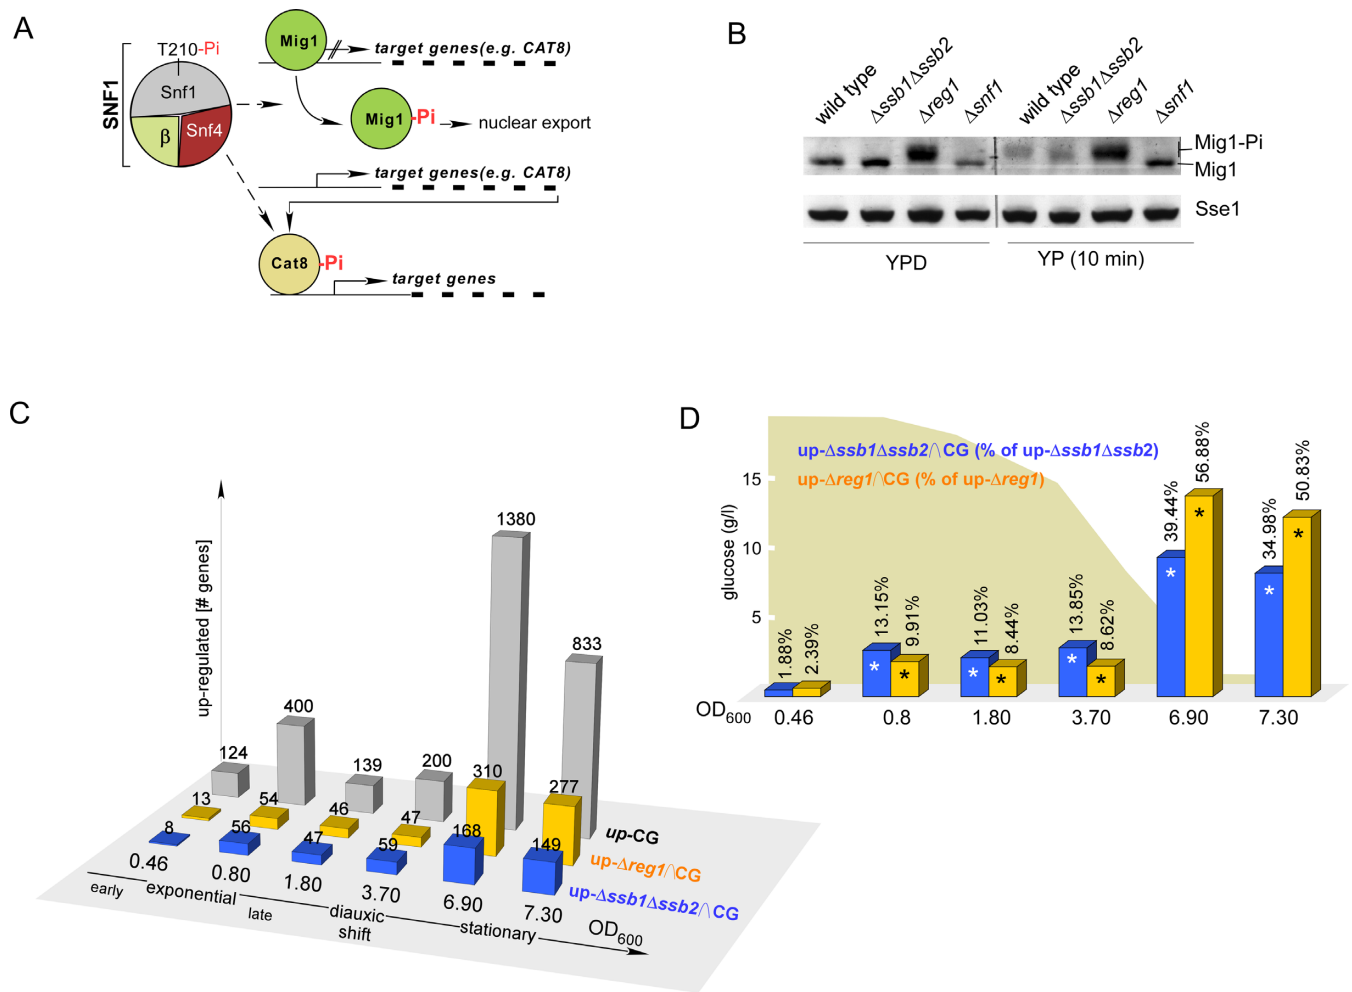 A
SNF1
T210-Pi
Snf1
β
Snf4
Mig1
target genes(e.g. CAT8)
Mig1
-Pi
nuclear export
target genes(e.g. CAT8)
Cat8
-Pi
target genes
B
wild type
Δssb1Δssb2
Δreg1
Δsnf1
wild type
Δssb1Δssb2
Δreg1
Δsnf1
Mig1-Pi
Mig1
Sse1
YPD
YP (10 min)
C
up-regulated [# genes]
124
400
139
200
1380
833
13
54
46
47
310
277
8
56
47
59
168
149
up-CG
up-Δreg1∩CG
up-Δssb1Δssb2∩CG
0.46
0.80
1.80
3.70
6.90
7.30
OD600
early
exponential
late
diauxic
shift
stationary
D
up-Δssb1Δssb2∩CG (% of up-Δssb1Δssb2)
up-Δreg1∩CG (% of up-Δreg1)
glucose (g/l)
15
10
5
1.88%
2.39%
13.15%
9.91%
11.03%
8.44%
13.85%
8.62%
39.44%
56.88%
34.98%
50.83%
*
*
*
*
*
*
*
*
*
*
OD600
0.46
0.8
1.80
3.70
6.90
7.30